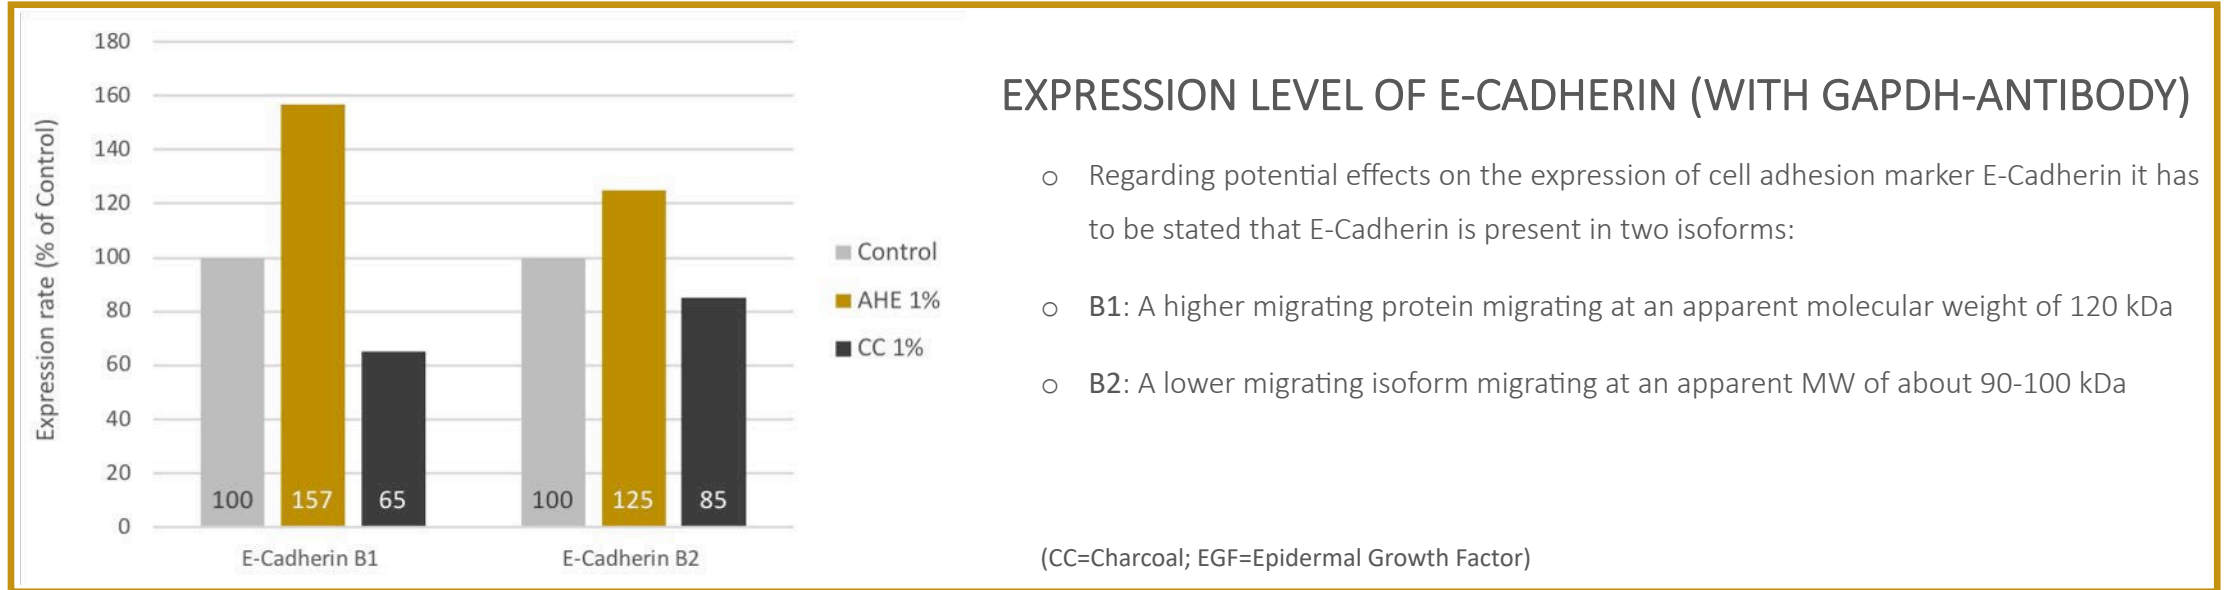 180
160
140
120
100
80
60
40
20
0
Expression rate (% of Control)
100 157 65 100 125 85
E-Cadherin B1 E-Cadherin B2
Control
AHE 1%
CC 1%
EXPRESSION LEVEL OF E-CADHERIN (WITH GAPDH-ANTIBODY)
o Regarding potential effects on the expression of cell adhesion marker E-Cadherin it has
to be stated that E-Cadherin is present in two isoforms:
o B1: A higher migrating protein migrating at an apparent molecular weight of 120 kDa
o B2: A lower migrating isoform migrating at an apparent MW of about 90-100 kDa
(CC=Charcoal; EGF=Epidermal Growth Factor)